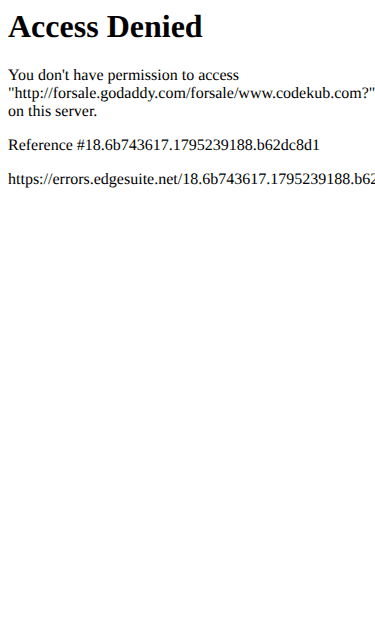 Access Denied
You don't have permission to access
"http://forsale.godaddy.com/forsale/www.codekub.com?"
on this server.
Reference #18.6b743617.1795239188.b62dc8d1
https://errors.edgesuite.net/18.6b743617.1795239188.b62